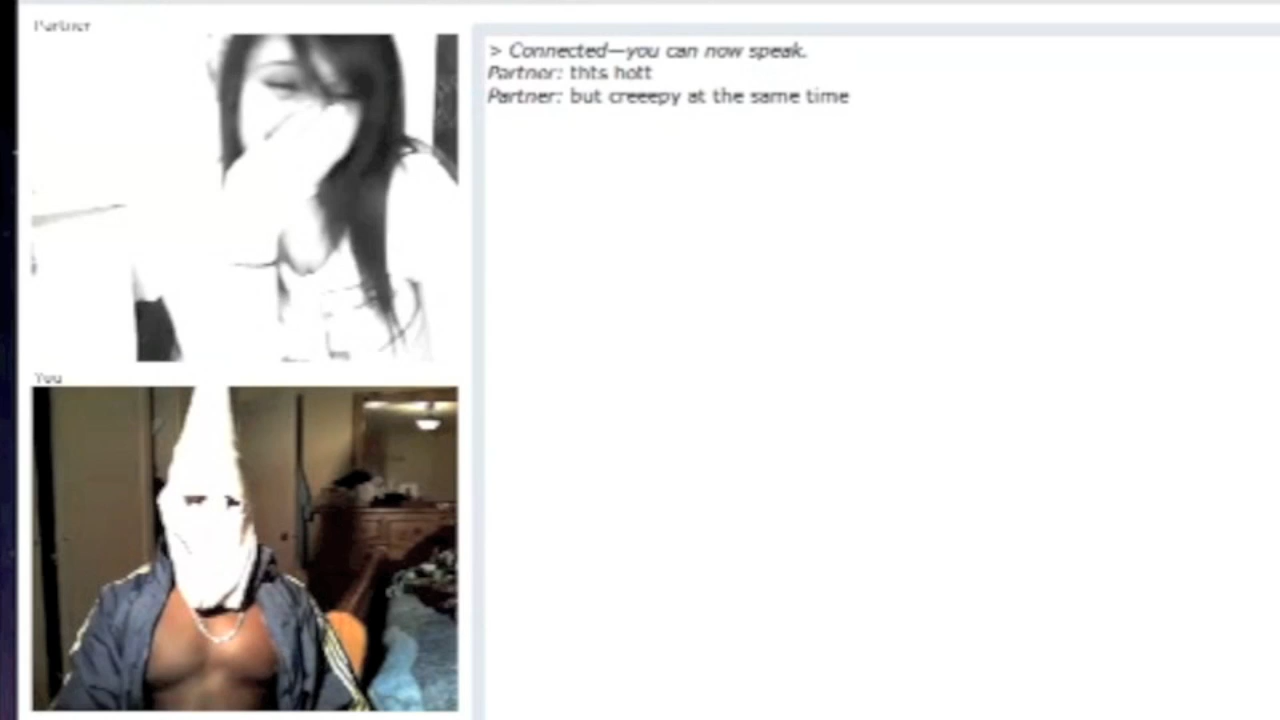 Partner
> Connected—you can now speak.
Partner: thts hott
Partner: but creeepy at the same time
You